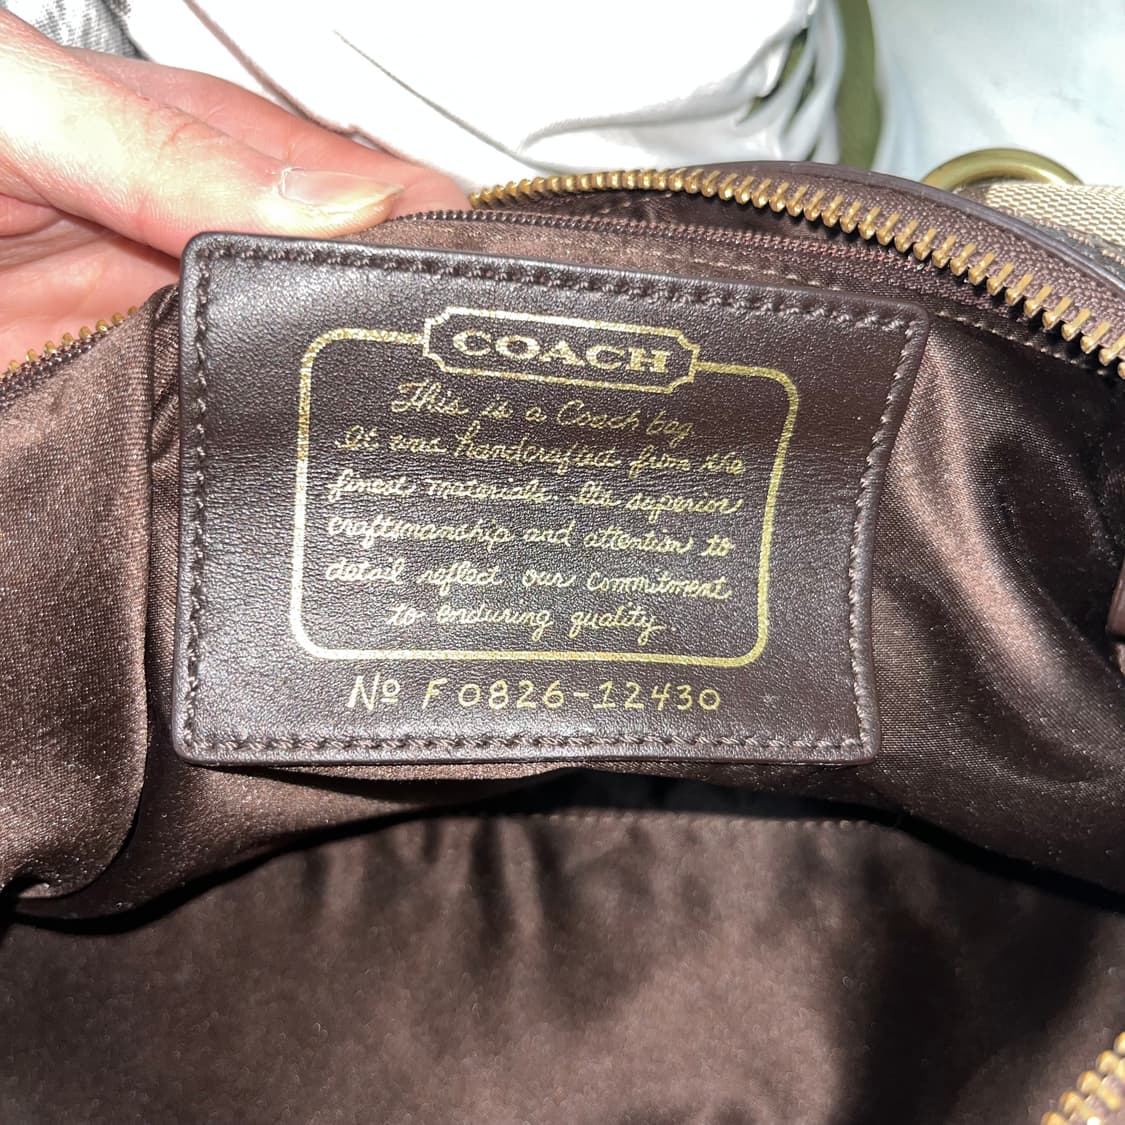 COACH
This is a Coach bag
It was handcrafted from the
finest materials. Its superior
craftsmanship and attention to
detail reflect our commitment
to enduring quality.
Nº F0826-12430